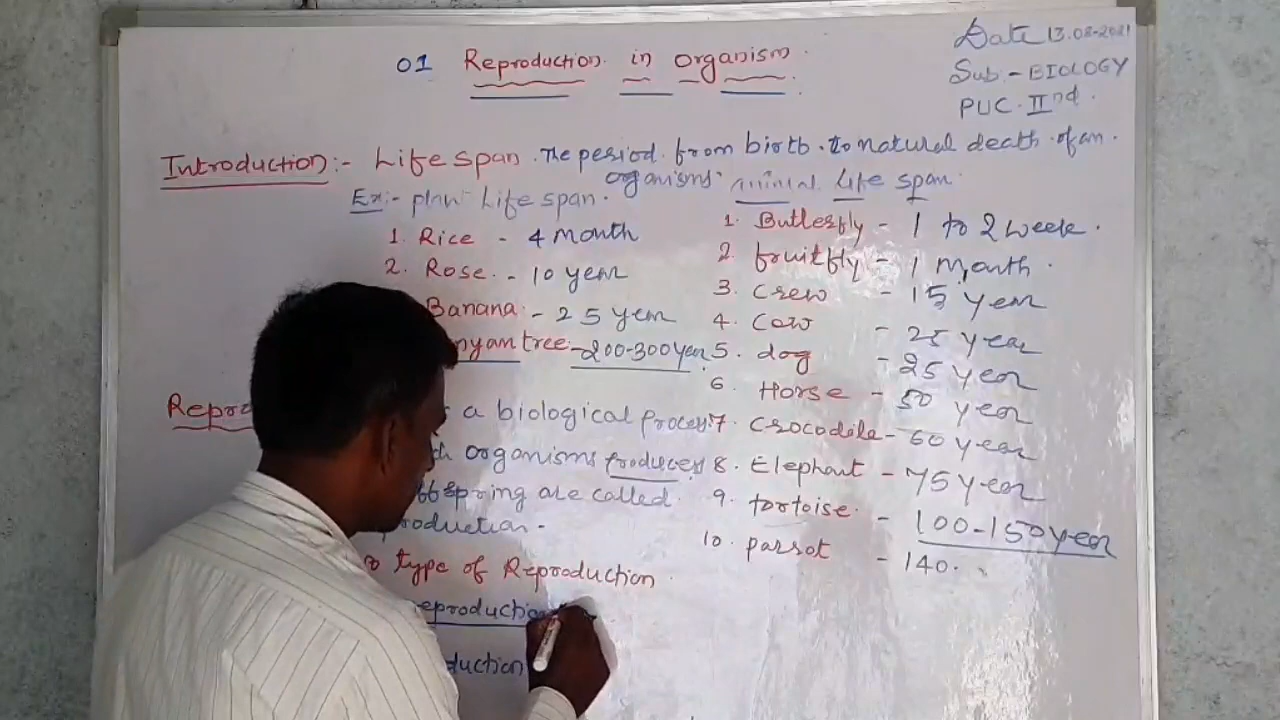 01 Reproduction in Organism
Date 13.08-2021
Sub:- BIOLOGY
PUC. IInd
Introduction:- Life span. The period from birth to natural death of an
organisms.
Ex:- plant Life span.
1. Rice - 4 month
2. Rose - 10 year
Banana - 25 year
tree - 200-300 year
life span
1. Butterfly - 1 to 2 week.
2. fruitfly - 1 month.
3. Crew - 15 year
4. Cow - 25 year
5. dog - 25 year
6. Horse - 50 year
7. Crocodile - 60 year
8. Elephant - 75 year
9. tortoise - 100-150 year
10. parrot - 140.
a biological process
organisms produces
are called
type of Reproduction